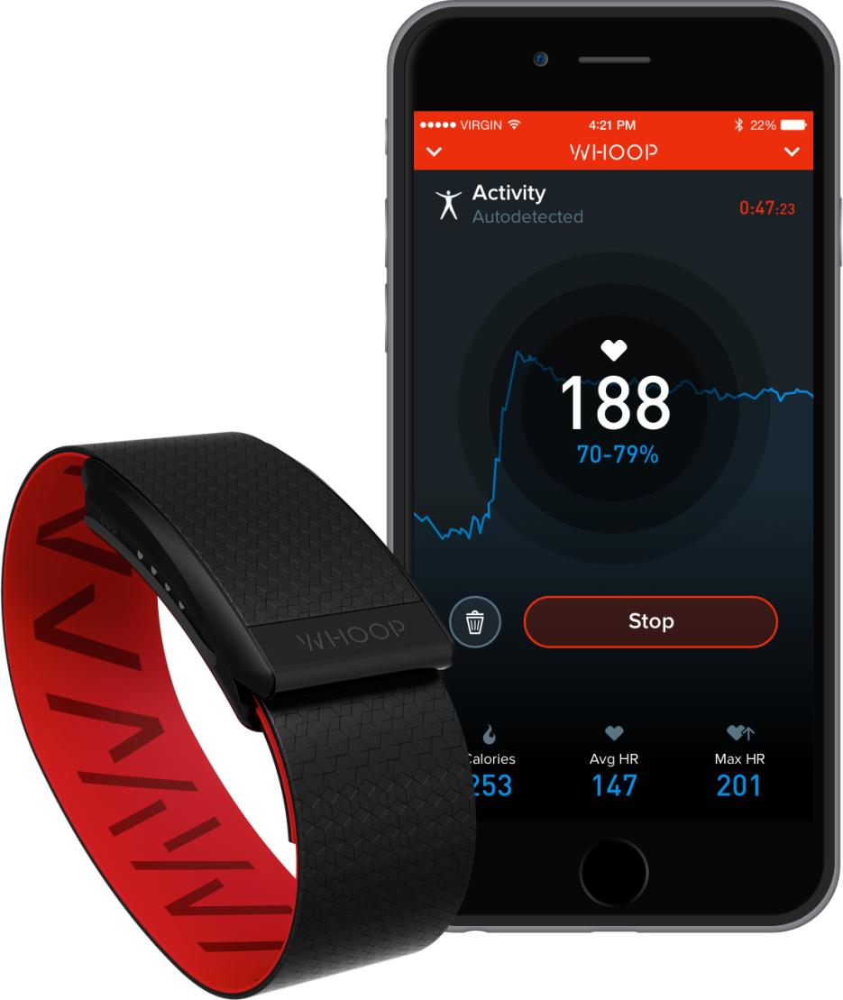 VIRGIN 4:21 PM 22%
WHOOP
Activity
Autodetected
0:47:23
188
70-79%
Stop
Calories Avg HR Max HR
253 147 201
WHOOP